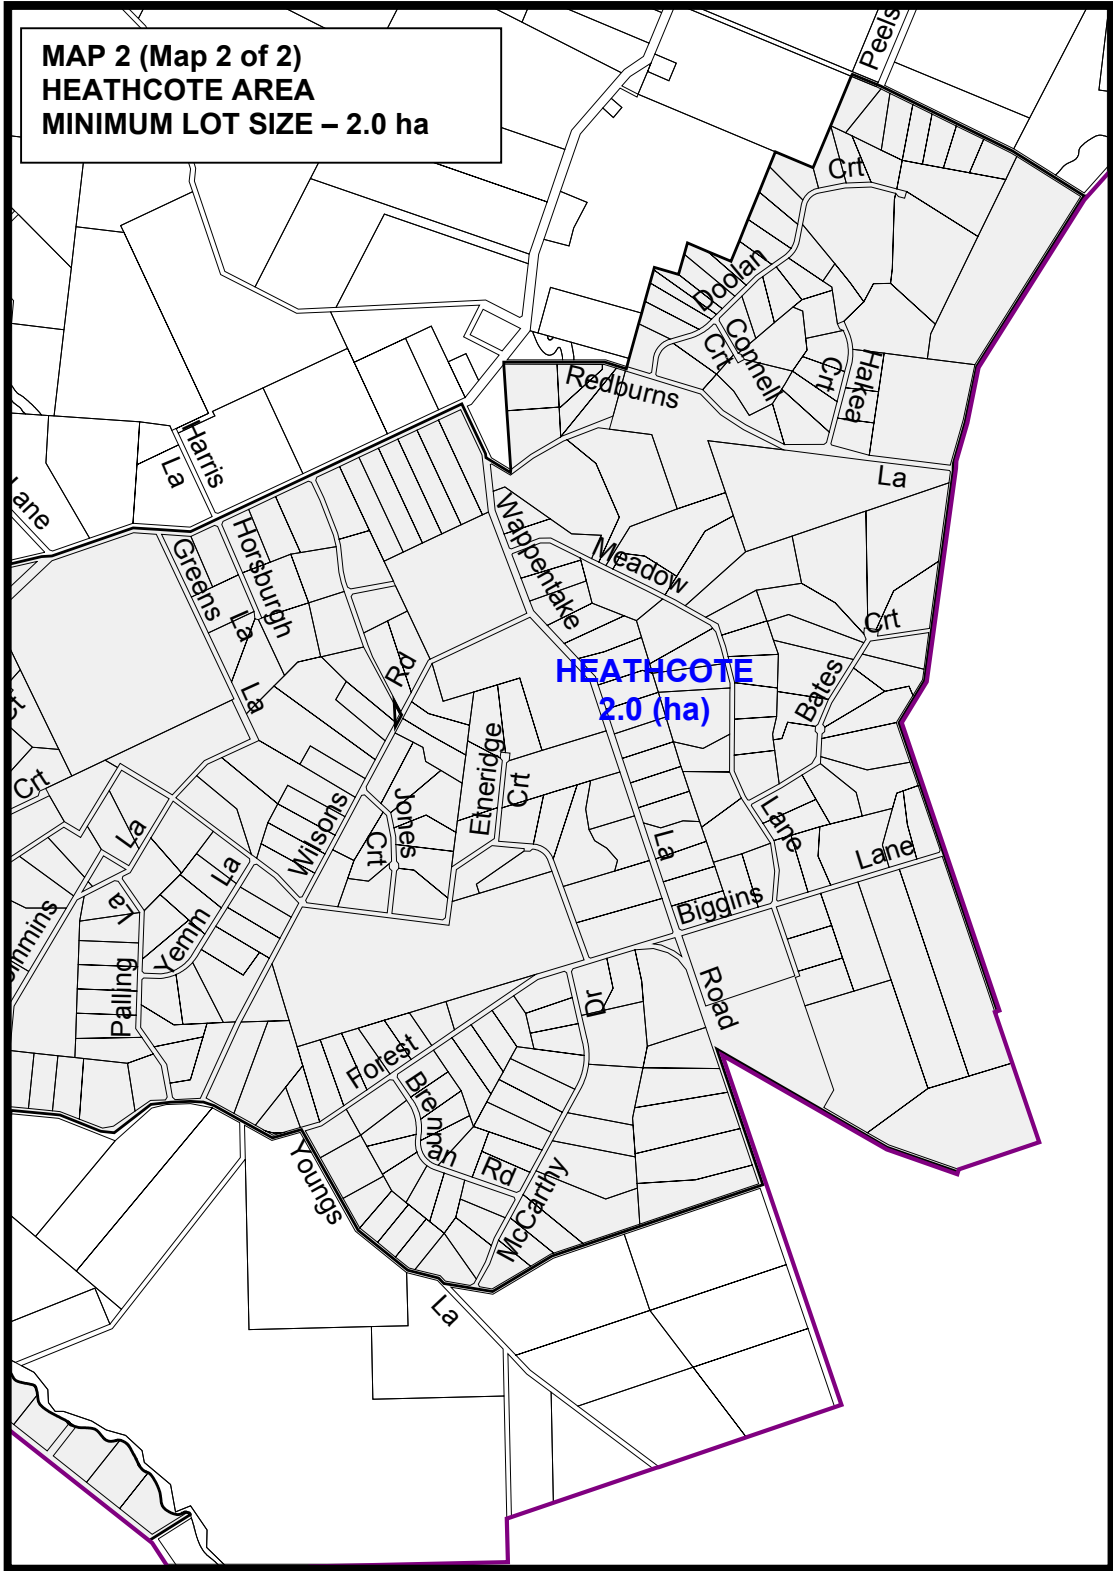 MAP 2 (Map 2 of 2)
HEATHCOTE AREA
MINIMUM LOT SIZE – 2.0 ha
Peels
Crt
Doolan
Connell
Crt
Hakea
Crt
Redburns
La
Harris
La
Lane
Greens
La
Horsburgh
La
Wappentake
Meadow
Rd
HEATHCOTE
2.0 (ha)
Crt
Bates
Crt
Etheridge
Crt
Jones
Crt
Wilsons
La
La
Lane
Lane
La
Yemm
La
Palling
Biggins
Road
Dr
Forest
Brennan
Rd
McCarthy
Youngs
La